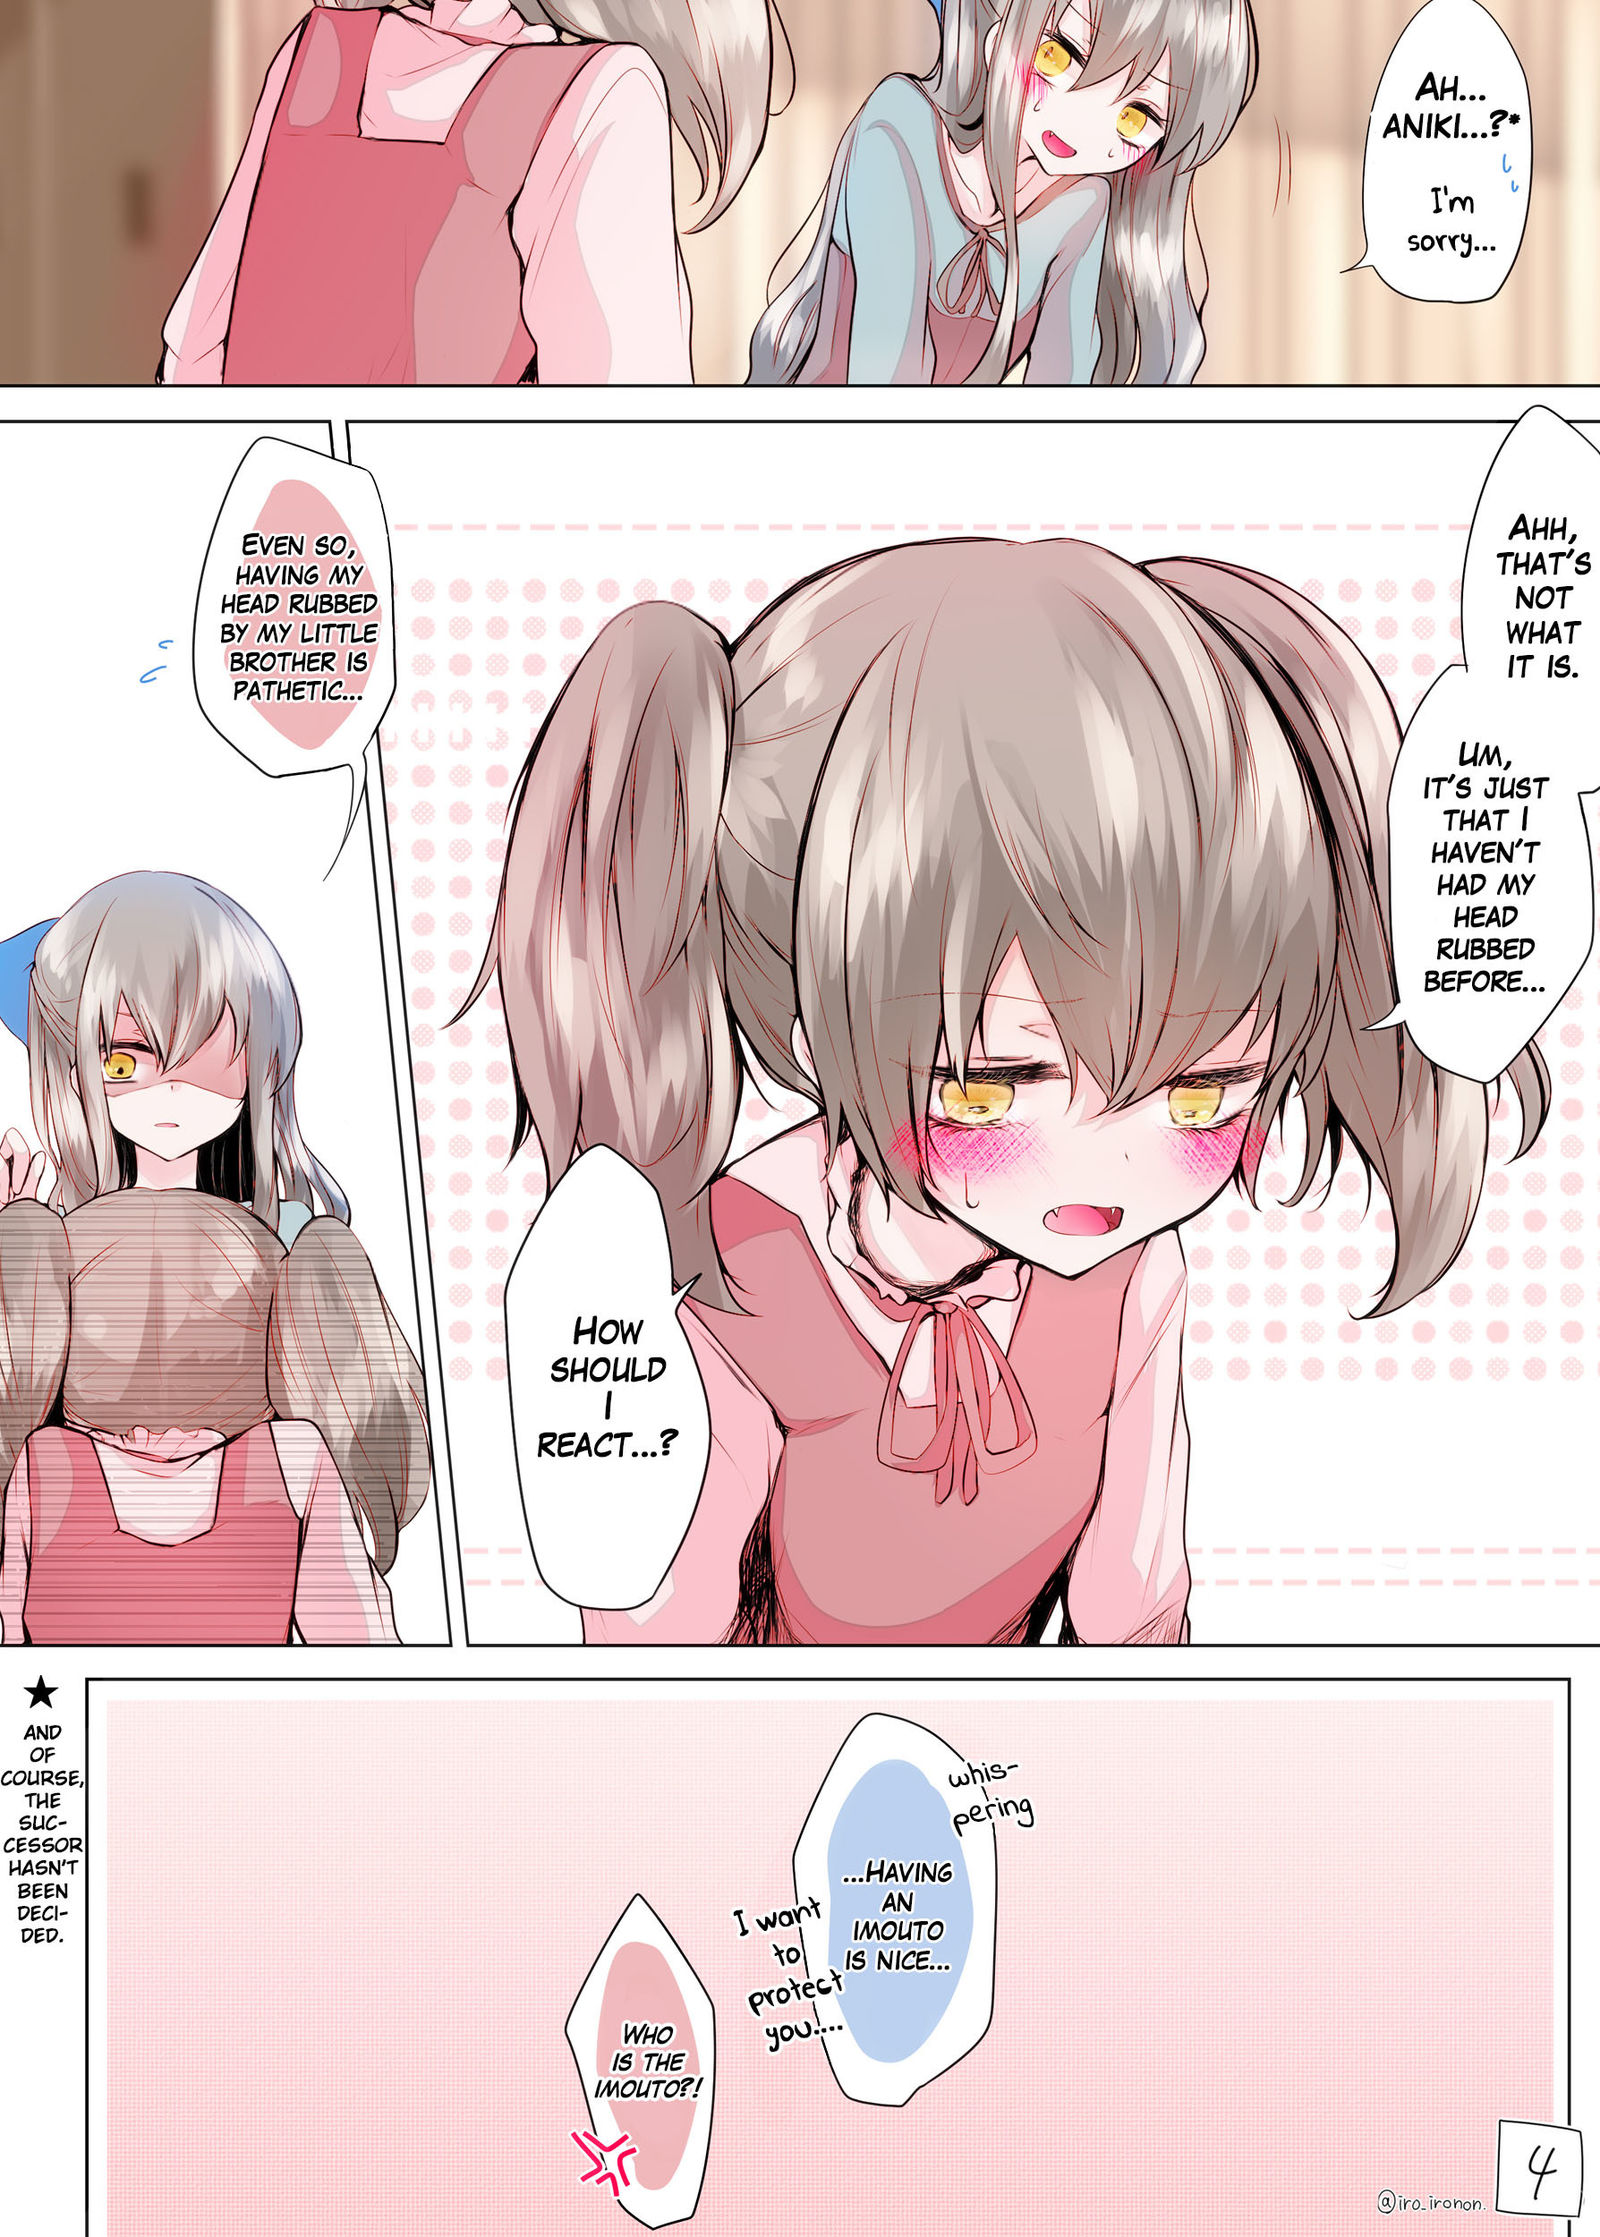 AH...
ANIKI...?*
I'm
sorry...
AHH,
THAT'S
NOT
WHAT
IT IS.
UM,
IT'S JUST
THAT I
HAVEN'T
HAD MY
HEAD
RUBBED
BEFORE...
HOW
SHOULD
I
REACT...?
EVEN SO,
HAVING MY
HEAD RUBBED
BY MY LITTLE
BROTHER IS
PATHETIC...
whis-
pering
...HAVING
AN
IMOUTO
IS NICE...
I want
to
protect
you....
WHO
IS THE
IMOUTO?!
★
AND
OF
COURSE,
THE
SUC-
CESSOR
HASN'T
BEEN
DECI-
DED.
@iro_ironon.
4